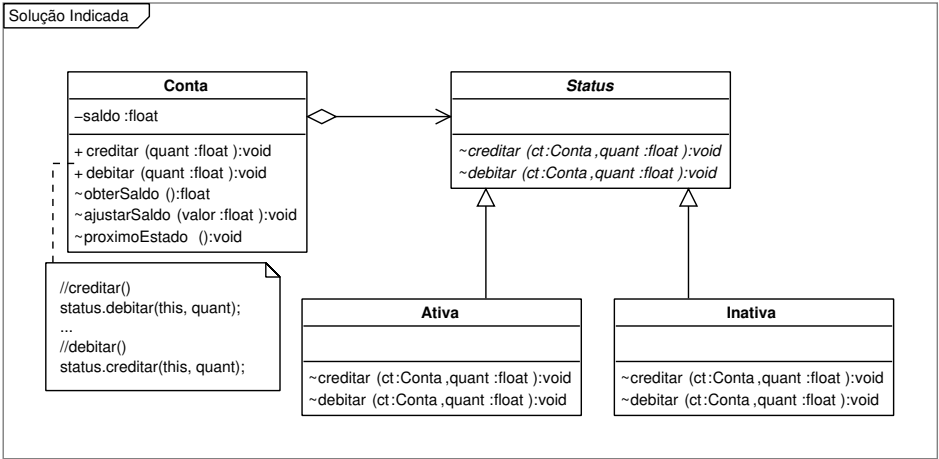 Solução Indicada
Conta
–saldo :float
+ creditar (quant :float ):void
+ debitar (quant :float ):void
~obterSaldo ():float
~ajustarSaldo (valor :float ):void
~proximoEstado ():void
Status
~creditar (ct:Conta ,quant :float ):void
~debitar (ct:Conta ,quant :float ):void
//creditar()
status.debitar(this, quant);
...
//debitar()
status.creditar(this, quant);
Ativa
~creditar (ct:Conta ,quant :float ):void
~debitar (ct:Conta ,quant :float ):void
Inativa
~creditar (ct:Conta ,quant :float ):void
~debitar (ct:Conta ,quant :float ):void